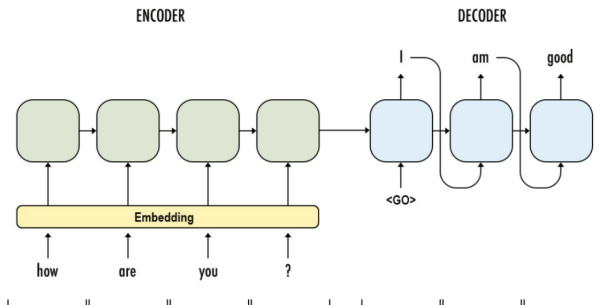 ENCODER DECODER
I am good
<GO>
Embedding
how are you ?